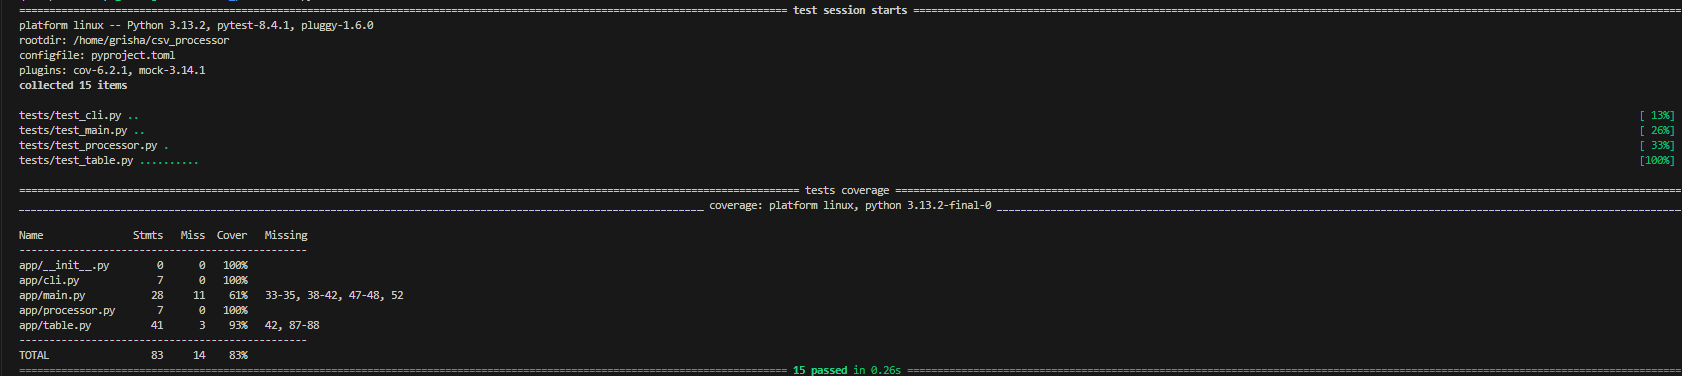 ============ test session starts ============
platform linux -- Python 3.13.2, pytest-8.4.1, pluggy-1.6.0
rootdir: /home/grisha/csv_processor
configfile: pyproject.toml
plugins: cov-6.2.1, mock-3.14.1
collected 15 items
tests/test_cli.py .. [ 13%]
tests/test_main.py .. [ 26%]
tests/test_processor.py . [ 33%]
tests/test_table.py .......... [100%]
============ tests coverage ============
____________ coverage: platform linux, python 3.13.2-final-0 ____________
Name Stmts Miss Cover Missing
------------------------------------------------
app/__init__.py 0 0 100%
app/cli.py 7 0 100%
app/main.py 28 11 61% 33-35, 38-42, 47-48, 52
app/processor.py 7 0 100%
app/table.py 41 3 93% 42, 87-88
------------------------------------------------
TOTAL 83 14 83%
============ 15 passed in 0.26s ============